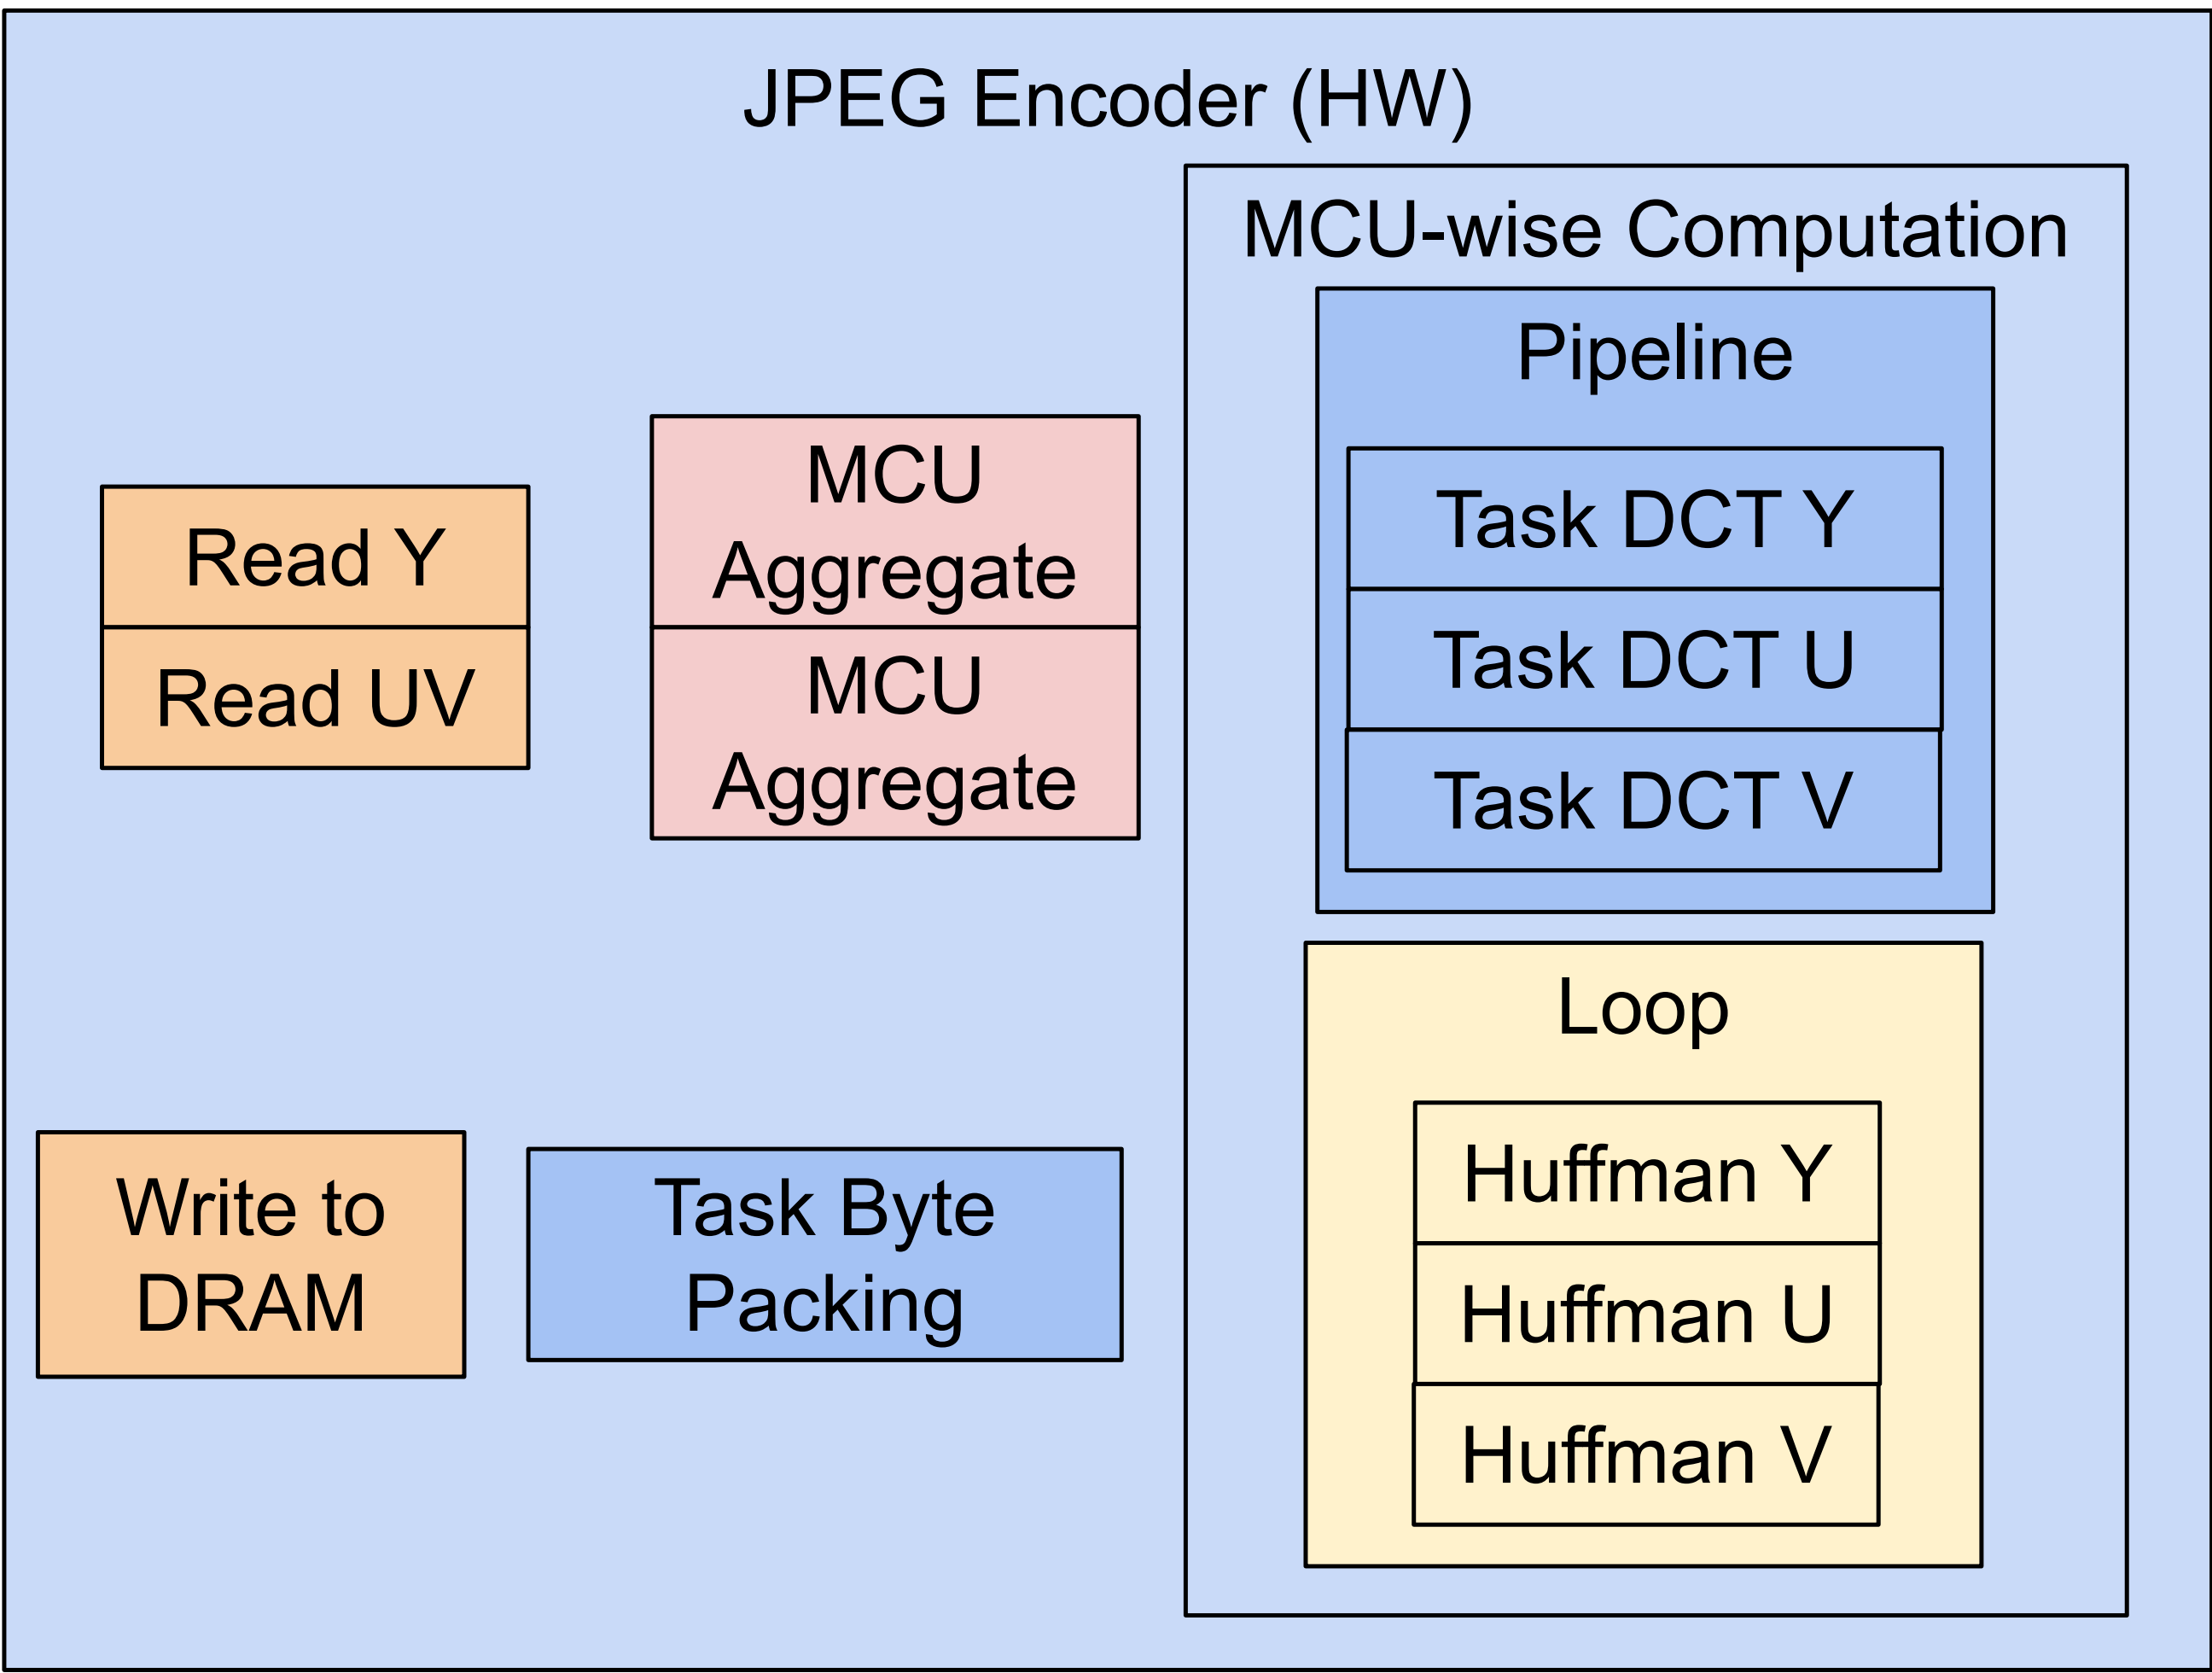 JPEG Encoder (HW)
Read Y
Read UV
MCU
Aggregate
MCU
Aggregate
MCU-wise Computation
Pipeline
Task DCT Y
Task DCT U
Task DCT V
Loop
Huffman Y
Huffman U
Huffman V
Task Byte
Packing
Write to
DRAM